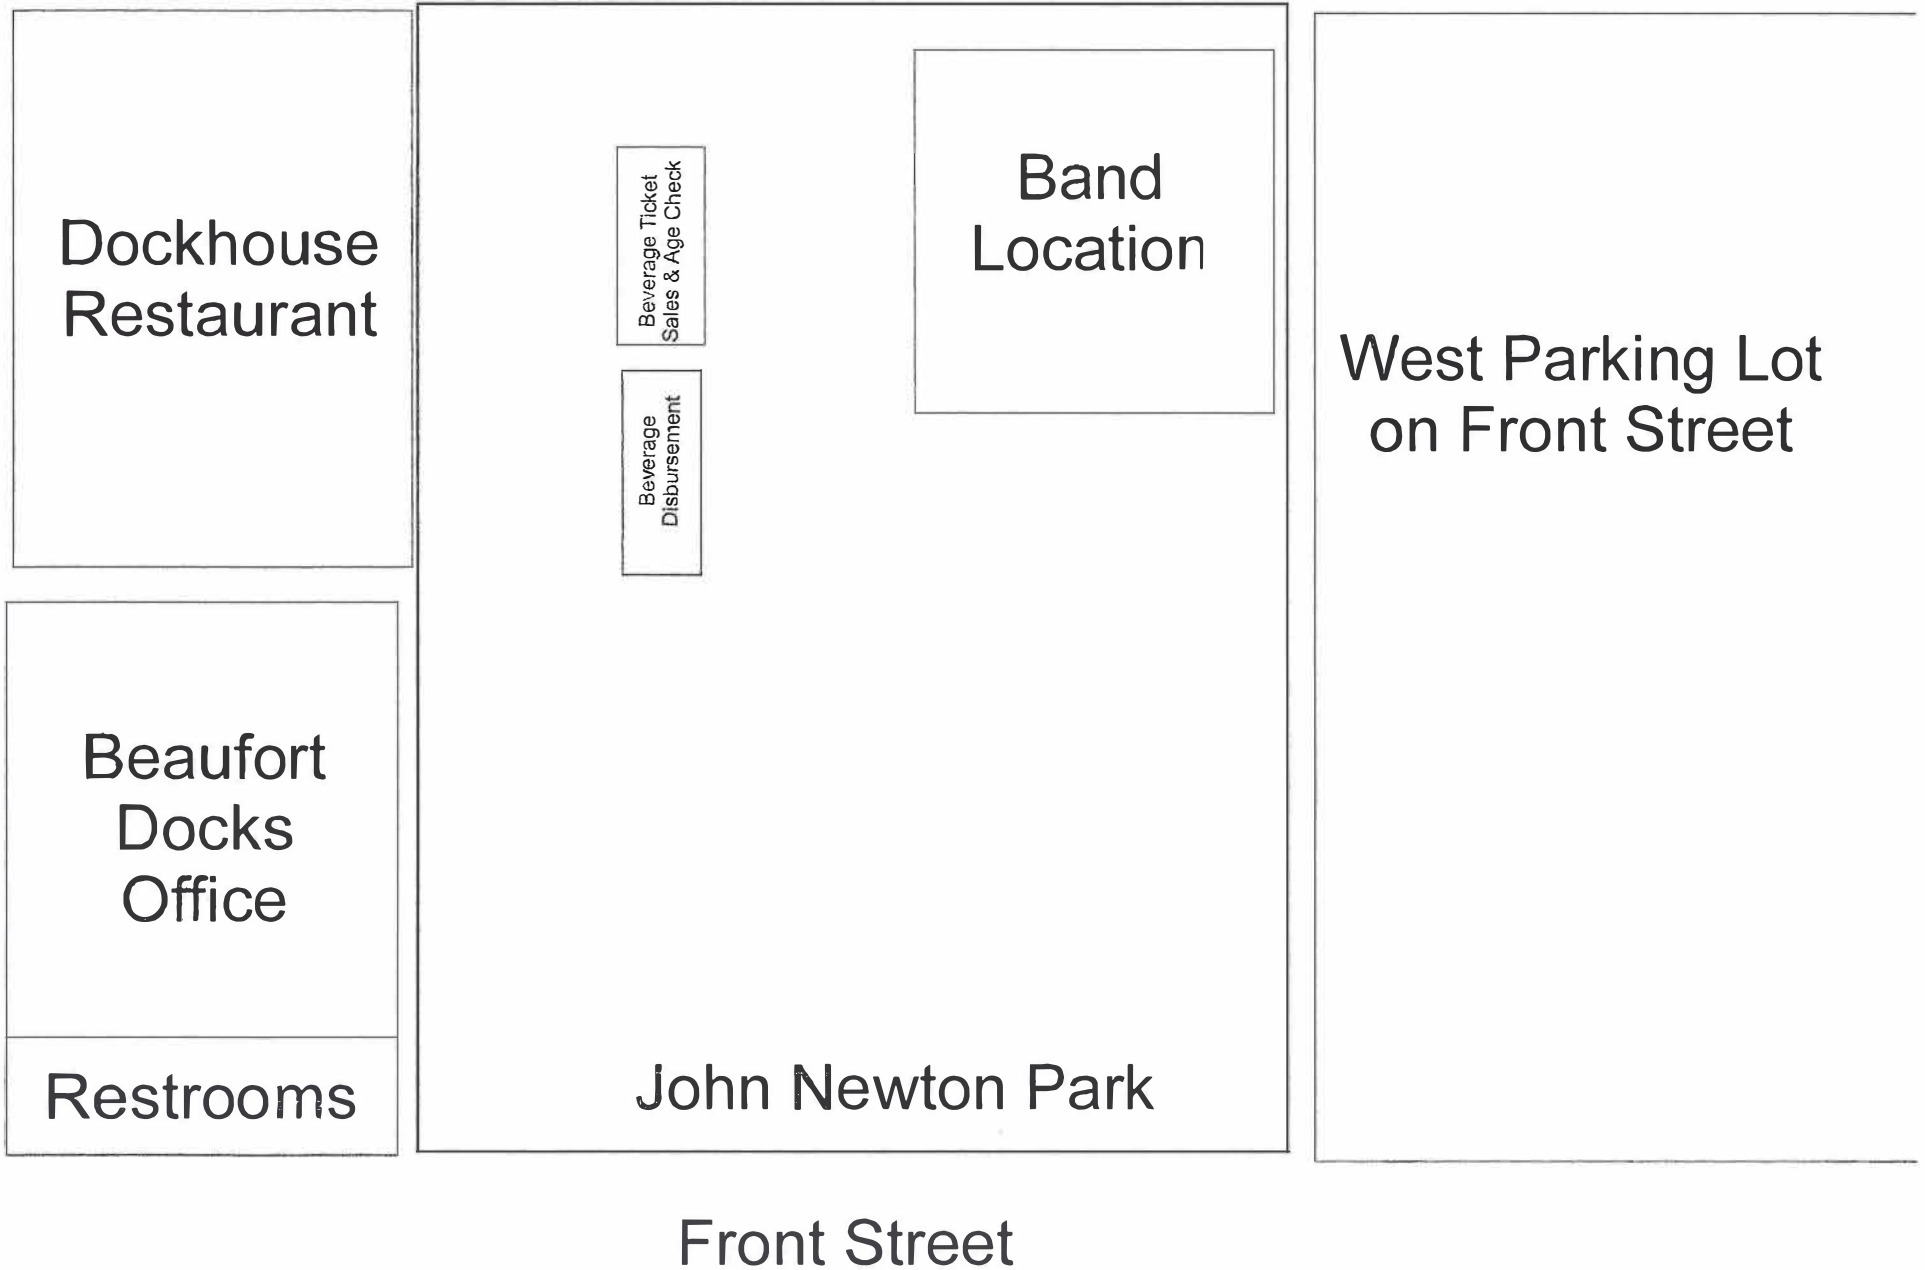 Dockhouse
Restaurant
Beverage Ticket
Sales & Age Check
Beverage
Disbursement
Band
Location
West Parking Lot
on Front Street
Beaufort
Docks
Office
Restrooms
John Newton Park
Front Street